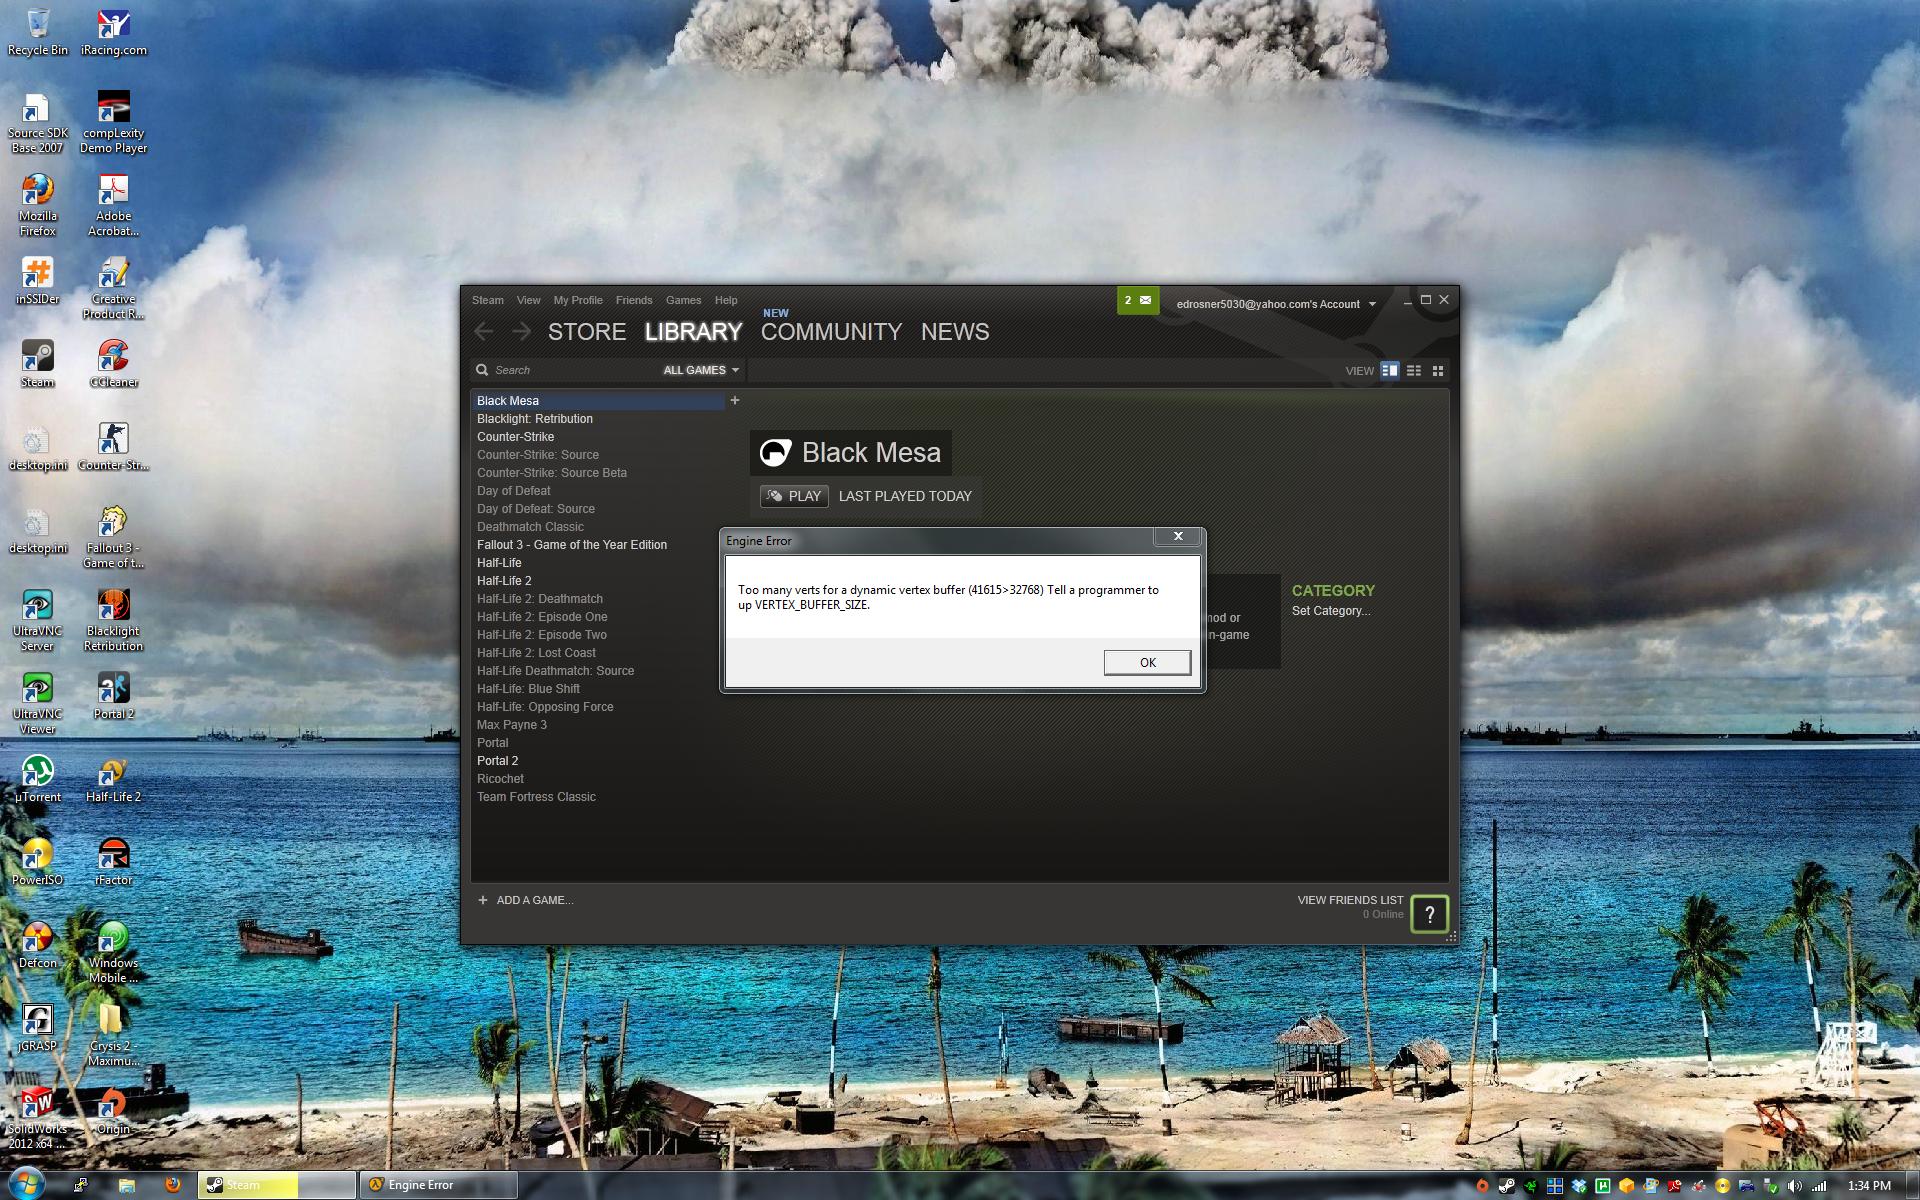 Recycle Bin
iRacing.com
Source SDK
Base 2007
compLexity
Demo Player
Mozilla
Firefox
Adobe
Acrobat...
inSSIDer
Creative
Product R...
Steam
CCleaner
desktop.ini
Counter-Str...
desktop.ini
Fallout 3 -
Game of t...
UltraVNC
Server
Blacklight
Retribution
UltraVNC
Viewer
Portal 2
µTorrent
Half-Life 2
PowerISO
rFactor
Defcon
Windows
Mobile ...
jGRASP
Crysis 2 -
Maximu...
SolidWorks
2012 x64 ...
Origin
Steam View My Profile Friends Games Help
2
edrosner5030@yahoo.com's Account
NEW
STORE LIBRARY COMMUNITY NEWS
Search
ALL GAMES
VIEW
Black Mesa
Blacklight: Retribution
Counter-Strike
Counter-Strike: Source
Counter-Strike: Source Beta
Day of Defeat
Day of Defeat: Source
Deathmatch Classic
Fallout 3 - Game of the Year Edition
Half-Life
Half-Life 2
Half-Life 2: Deathmatch
Half-Life 2: Episode One
Half-Life 2: Episode Two
Half-Life 2: Lost Coast
Half-Life Deathmatch: Source
Half-Life: Blue Shift
Half-Life: Opposing Force
Max Payne 3
Portal
Portal 2
Ricochet
Team Fortress Classic
+
Black Mesa
PLAY
LAST PLAYED TODAY
Engine Error
X
Too many verts for a dynamic vertex buffer (41615>32768) Tell a programmer to
up VERTEX_BUFFER_SIZE.
OK
mod or
in-game
CATEGORY
Set Category...
+ ADD A GAME...
VIEW FRIENDS LIST
0 Online
?
Steam
Engine Error
1:34 PM